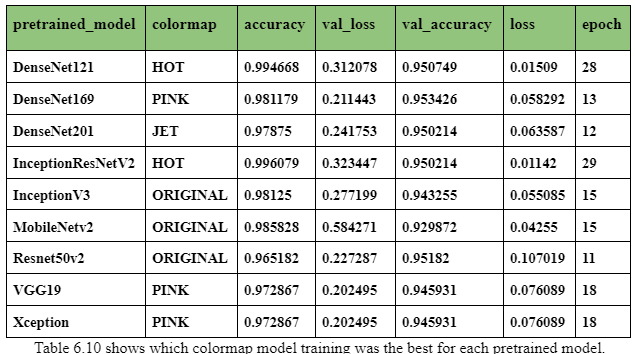 pretrained_model colormap accuracy val_loss val_accuracy loss epoch
DenseNet121 HOT 0.994668 0.312078 0.950749 0.01509 28
DenseNet169 PINK 0.981179 0.211443 0.953426 0.058292 13
DenseNet201 JET 0.97875 0.241753 0.950214 0.063587 12
InceptionResNetV2 HOT 0.996079 0.323447 0.950214 0.01142 29
InceptionV3 ORIGINAL 0.98125 0.277199 0.943255 0.055085 15
MobileNetv2 ORIGINAL 0.985828 0.584271 0.929872 0.04255 15
Resnet50v2 ORIGINAL 0.965182 0.227287 0.95182 0.107019 11
VGG19 PINK 0.972867 0.202495 0.945931 0.076089 18
Xception PINK 0.972867 0.202495 0.945931 0.076089 18
Table 6.10 shows which colormap model training was the best for each pretrained model.